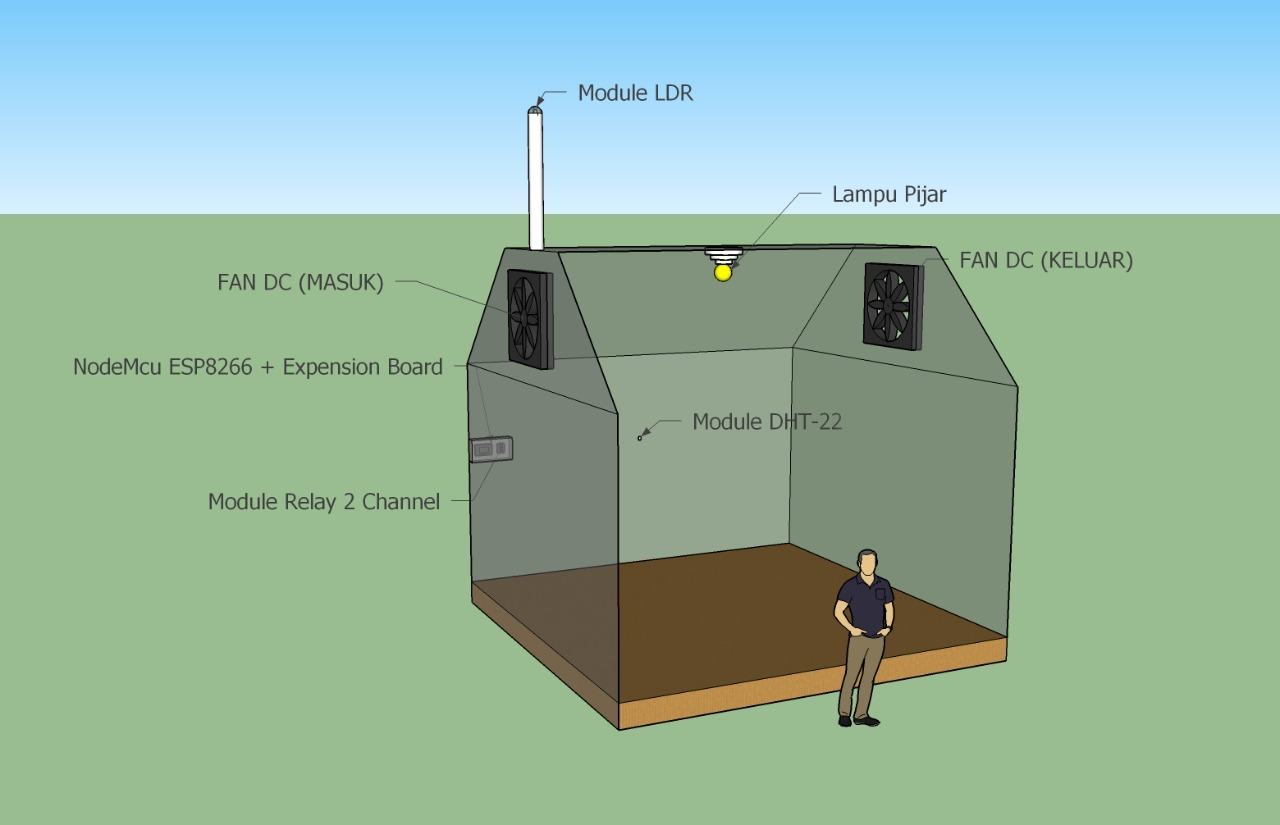 Module LDR
Lampu Pijar
FAN DC (KELUAR)
FAN DC (MASUK)
NodeMcu ESP8266 + Expension Board
Module DHT-22
Module Relay 2 Channel